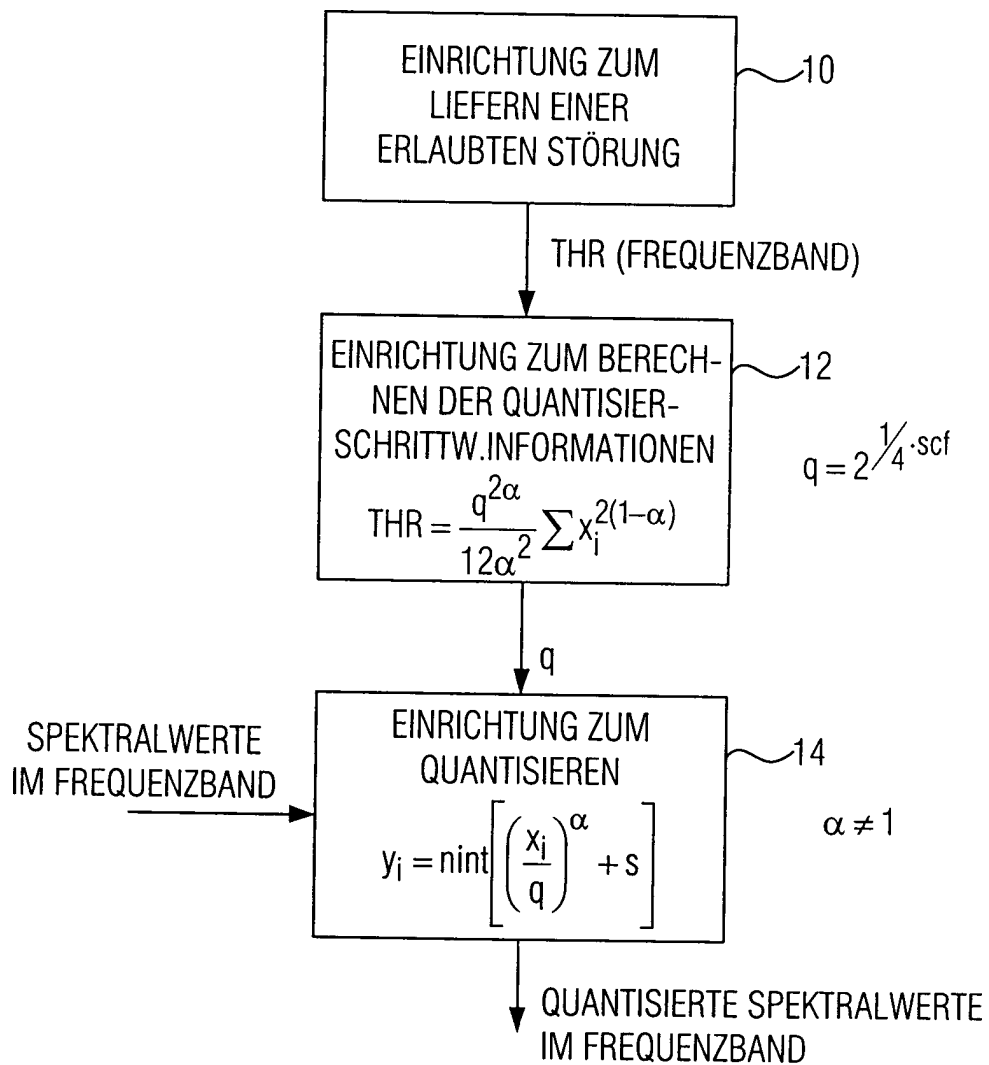 EINRICHTUNG ZUM
LIEFERN EINER
ERLAUBTEN STÖRUNG
10
THR (FREQUENZBAND)
EINRICHTUNG ZUM BERECH-
NEN DER QUANTISIER-
SCHRITTW.INFORMATIONEN
THR = \frac{q^{2α}}{12α^2} ∑ x_i^{2(1–α)}
12
q = 2^{1/4·scf}
q
SPEKTRALWERTE
IM FREQUENZBAND
EINRICHTUNG ZUM
QUANTISIEREN
y_i = nint[(\frac{x_i}{q})^α + s]
14
α ≠ 1
QUANTISIERTE SPEKTRALWERTE
IM FREQUENZBAND